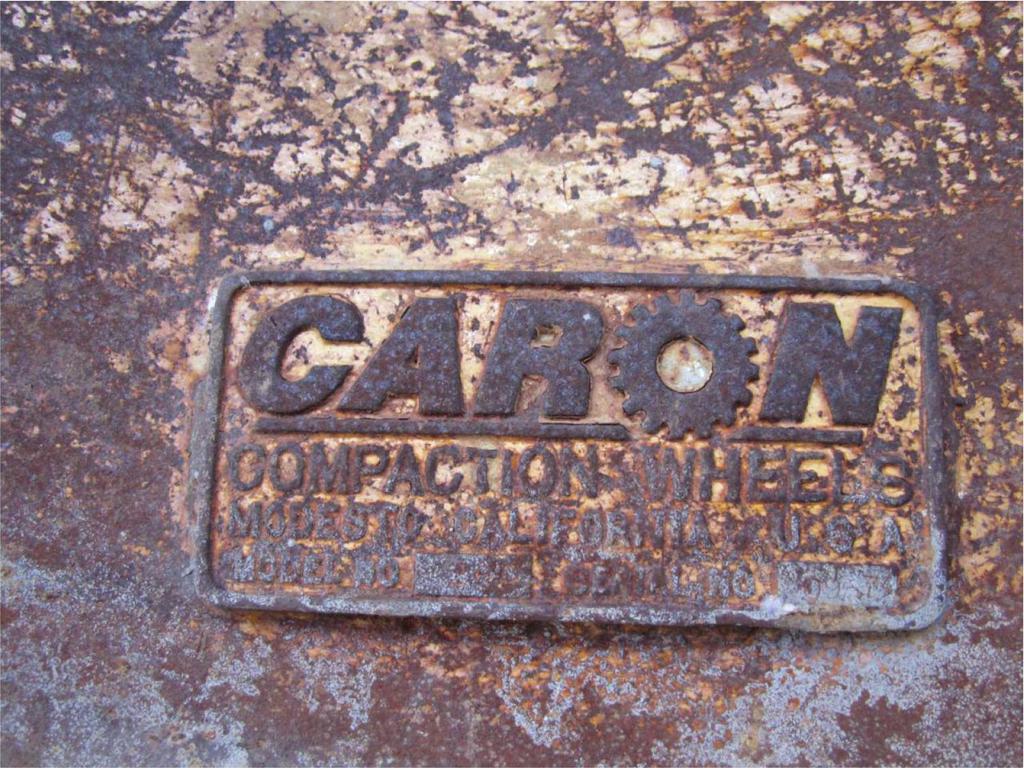 CARON
COMPACTION WHEELS
MODESTO, CALIFORNIA U.S.A.
MODEL NO SERIAL NO